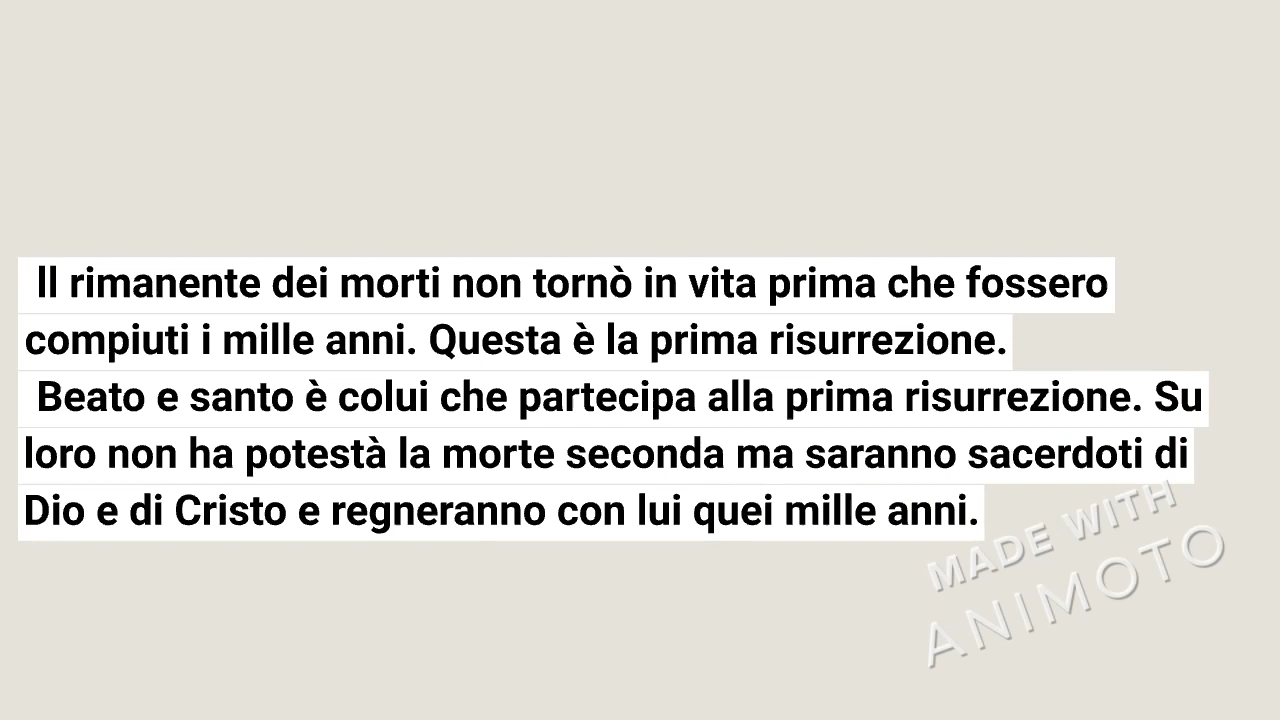 Il rimanente dei morti non tornò in vita prima che fossero
compiuti i mille anni. Questa è la prima risurrezione.
Beato e santo è colui che partecipa alla prima risurrezione. Su
loro non ha potestà la morte seconda ma saranno sacerdoti di
Dio e di Cristo e regneranno con lui quei mille anni.
MADE WITH
ANIMOTO